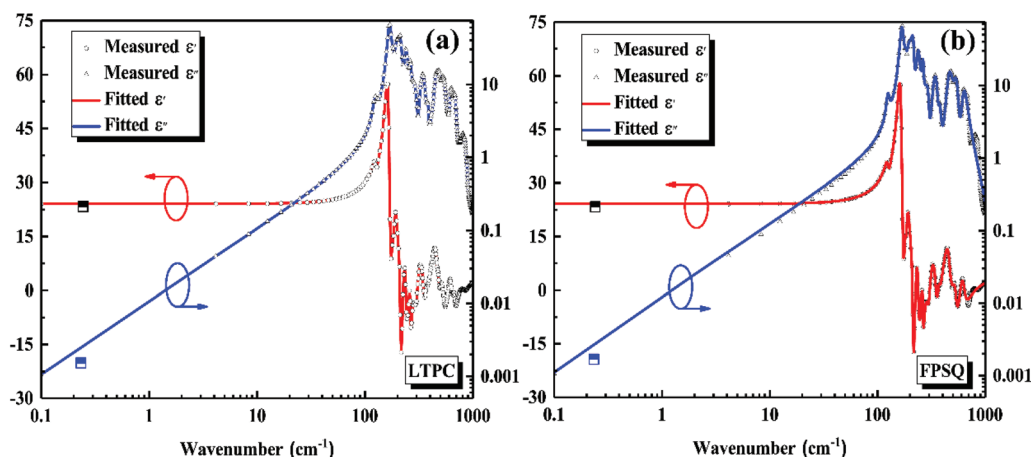 (a)
Measured ε'
Measured ε''
Fitted ε'
Fitted ε''
75
60
45
30
15
0
-15
-30
10
1
0.1
0.01
0.001
LTPC
0.1
1
10
100
1000
Wavenumber (cm⁻¹)
(b)
Measured ε'
Measured ε''
Fitted ε'
Fitted ε''
75
60
45
30
15
0
-15
-30
10
1
0.1
0.01
0.001
FPSQ
0.1
1
10
100
1000
Wavenumber (cm⁻¹)